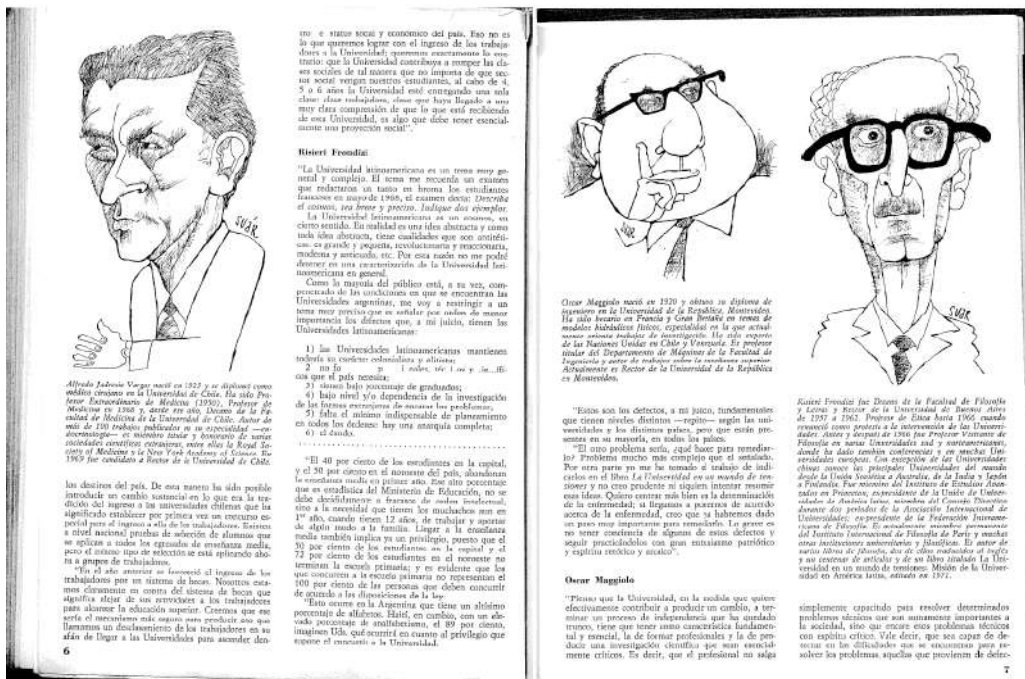 SUÁR.
Alfredo Jadresic Vargas nació en 1925 y se diplomó como
médico cirujano en la Universidad de Chile. Ha sido Pro-
fesor Extraordinario de Medicina (1950), Profesor de
Medicina en 1968 y, desde ese año, Decano de la Fa-
cultad de Medicina de la Universidad de Chile. Autor de
más de 100 trabajos publicados en su especialidad —en-
docrinología— es miembro titular y honorario de varias
sociedades científicas extranjeras, entre ellas la Royal So-
ciety of Medicine y la New York Academy of Science. En
1969 fue candidato a Rector de la Universidad de Chile.
los destinos del país. De esta manera ha sido posible
introducir un cambio sustancial en lo que era la tra-
dición del ingreso a las universidades chilenas que ha
significado establecer por primera vez un concurso es-
pecial para el ingreso a ella de los trabajadores. Existen
a nivel nacional pruebas de selección de alumnos que
se aplican a todos los egresados de enseñanza media,
pero el mismo tipo de selección se está aplicando aho-
ra a grupos de trabajadores.
"En el año anterior se favoreció el ingreso de los
trabajadores por un sistema de becas. Nosotros esta-
mos claramente en contra del sistema de becas que
significa alejar de sus actividades a los trabajadores
para alcanzar la educación superior. Creemos que ese
sería el mecanismo más seguro para producir eso que
llamamos un desclasamiento de los trabajadores en su
afán de llegar a las Universidades para ascender den-
6
tro e status social y económico del país. Eso no es
lo que queremos lograr con el ingreso de los trabaja-
dores a la Universidad; queremos exactamente lo con-
trario: que la Universidad contribuya a romper las cla-
ses sociales de tal manera que no importa de que sec-
tor social vengan nuestros estudiantes, al cabo de 4,
5 o 6 años la Universidad esté entregando una sola
clase: clase trabajadora, clase que haya llegado a una
muy clara comprensión de que lo que está recibiendo
de esta Universidad, es algo que debe tener esencial-
mente una proyección social".
Risieri Frondizi
"La Universidad latinoamericana es un tema muy ge-
neral y complejo. El tema me recuerda un examen
que redactaron un tanto en broma los estudiantes
franceses en mayo de 1968, el examen decía: Describa
el cosmos, sea breve y preciso. Indique dos ejemplos.
La Universidad latinoamericana es un cosmos, en
cierto sentido. En realidad es una idea abstracta y como
toda idea abstracta, tiene cualidades que son antitéti-
cas: es grande y pequeña, revolucionaria y reaccionaria,
moderna y anticuada, etc. Por esta razón no me podré
detener en una caracterización de la Universidad lati-
noamericana en general.
Como la mayoría del público está, a su vez, com-
penetrado de las condiciones en que se encuentran las
Universidades argentinas, me voy a restringir a un
tema muy preciso que es señalar por orden de menor
importancia los defectos que, a mi juicio, tienen las
Universidades latinoamericanas:
1) las Universidades latinoamericanas mantienen
todavía su carácter colonialista y elitista;
2 no fo
cos que el país necesita;
3) tienen bajo porcentaje de graduados;
4) bajo nivel y/o dependencia de la investigación
de las formas extranjeras de encarar los problemas;
5) falta el mínimo indispensable de planeamiento
en todos los órdenes: hay una anarquía completa;
6) el éxodo.
"El 40 por ciento de los estudiantes en la capital,
y el 50 por ciento en el noroeste del país, abandonan
la enseñanza media en primer año. Ese alto porcentaje
que es estadística del Ministerio de Educación, no se
debe decididamente a fracasos de orden intelectual,
sino a la necesidad que tienen los muchachos aun en
1er año, cuando tienen 12 años, de trabajar y aportar
de algún modo a la familia. Llegar a la enseñanza
media también implica ya un privilegio, puesto que el
50 por ciento de los estudiantes en la capital y el
72 por ciento de los estudiantes en el noroeste no
terminan la escuela primaria; y es evidente que los
que concurren a la escuela primaria no representan el
100 por ciento de las personas que deben concurrir
de acuerdo a las disposiciones de la ley.
"Esto ocurre en la Argentina que tiene un altísimo
porcentaje de alfabetos. Haití, en cambio, con un ele-
vado porcentaje de analfabetismo, el 89 por ciento,
imaginen Uds. qué ocurrirá en cuanto al privilegio que
supone el concurrir a la Universidad.
SUÁR
Oscar Maggiolo nació en 1920 y obtuvo su diploma de
ingeniero en la Universidad de la República, Montevideo.
Ha sido becario en Francia y Gran Bretaña en temas de
modelos hidráulicos físicos, especialidad en la que actual-
mente orienta trabajos de investigación. Ha sido experto
de las Naciones Unidas en Chile y Venezuela. Es profesor
titular del Departamento de Máquinas de la Facultad de
Ingeniería y autor de trabajos sobre la enseñanza superior.
Actualmente es Rector de la Universidad de la República
en Montevideo.
"Estos son los defectos, a mi juicio, fundamentales
que tienen niveles distintos —repito— según las uni-
versidades y los distintos países, pero que están pre-
sentes en su mayoría, en todos los países.
"El otro problema sería, ¿qué hacer para remediar-
lo? Problema mucho más complejo que el señalado.
Por otra parte yo me he tomado el trabajo de indi-
carlos en el libro La Universidad en un mundo de ten-
siones y no creo prudente ni siquiera intentar resumir
esas ideas. Quiero centrar más bien es la determinación
de la enfermedad; si llegamos a ponernos de acuerdo
acerca de la enfermedad, creo que ya habremos dado
un paso muy importante para remediarlo. Lo grave es
no tener conciencia de algunos de estos defectos y
seguir practicándolos con gran entusiasmo patriótico
y espíritu retórico y arcaico".
Oscar Maggiolo
"Pienso que la Universidad, en la medida que quiere
efectivamente contribuir a producir un cambio, a ter-
minar un proceso de independencia que ha quedado
trunco, tiene que tener como característica fundamen-
tal y esencial, la de formar profesionales y la de pro-
ducir una investigación científica que sean esencial-
mente críticos. Es decir, que el profesional no salga
SUÁR
Risieri Frondizi fue Decano de la Facultad de Filosofía
y Letras y Rector de la Universidad de Buenos Aires
de 1957 a 1962. Profesor de Ética hasta 1966 cuando
renunció como protesta a la intervención de las Universi-
dades. Antes y después de 1966 fue Profesor Visitante de
Filosofía en varias Universidades sud y norteamericanas,
donde ha dado también conferencias y en muchas Uni-
versidades europeas. Con excepción de las Universidades
chinas conoce las principales Universidades del mundo
desde la Unión Soviética a Australia, de la India y Japón
a Finlandia. Fue miembro del Instituto de Estudios Avan-
zados en Princeton, ex-presidente de la Unión de Univer-
sidades de América latina, miembro del Consejo Directivo
durante dos períodos de la Asociación Internacional de
Universidades; ex-presidente de la Federación Interame-
ricana de Filosofía. Es actualmente miembro permanente
del Instituto Internacional de Filosofía de París y muchas
otras instituciones universitarias y filosóficas. Es autor de
varios libros de filosofía, dos de ellos traducidos al inglés
y un centenar de artículos y de un libro titulado La Uni-
versidad en un mundo de tensiones: Misión de la Univer-
sidad en América latina, editado en 1971.
simplemente capacitado para resolver determinados
problemas técnicos que son sumamente importantes a
la sociedad, sino que encare esos problemas técnicos
con espíritu crítico. Vale decir, que sea capaz de de-
tectar en las dificultades que se encuentran para re-
solver los problemas, aquellas que provienen de defec-
7